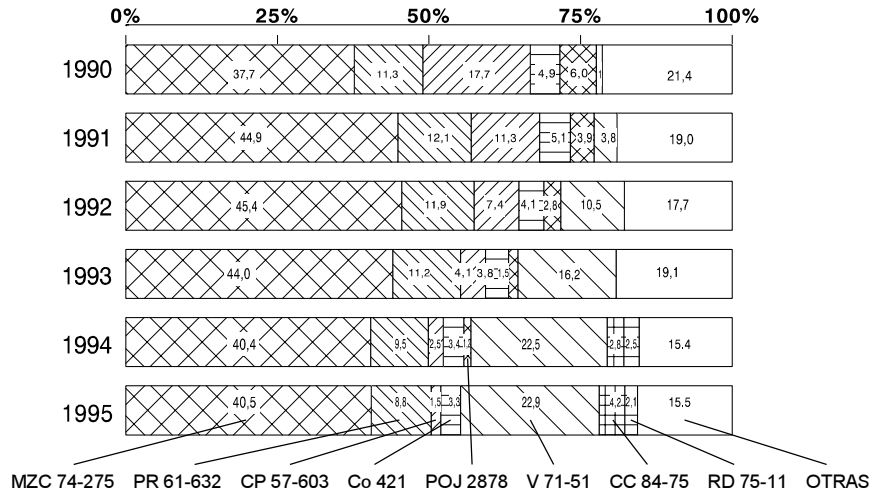 0% 25% 50% 75% 100%
1990 37,7 11,3 17,7 4,9 6,0 1 21,4
1991 44,9 12,1 11,3 5,1 3,9 3,8 19,0
1992 45,4 11,9 7,4 4,1 2,8 10,5 17,7
1993 44,0 11,2 4,1 3,8 1,5 16,2 19,1
1994 40,4 9,5 2,5 3,4 1,2 22,5 2,8 2,5 15.4
1995 40,5 8,8 1,5 3,3 22,9 4,2 2,1 15.5
MZC 74-275 PR 61-632 CP 57-603 Co 421 POJ 2878 V 71-51 CC 84-75 RD 75-11 OTRAS